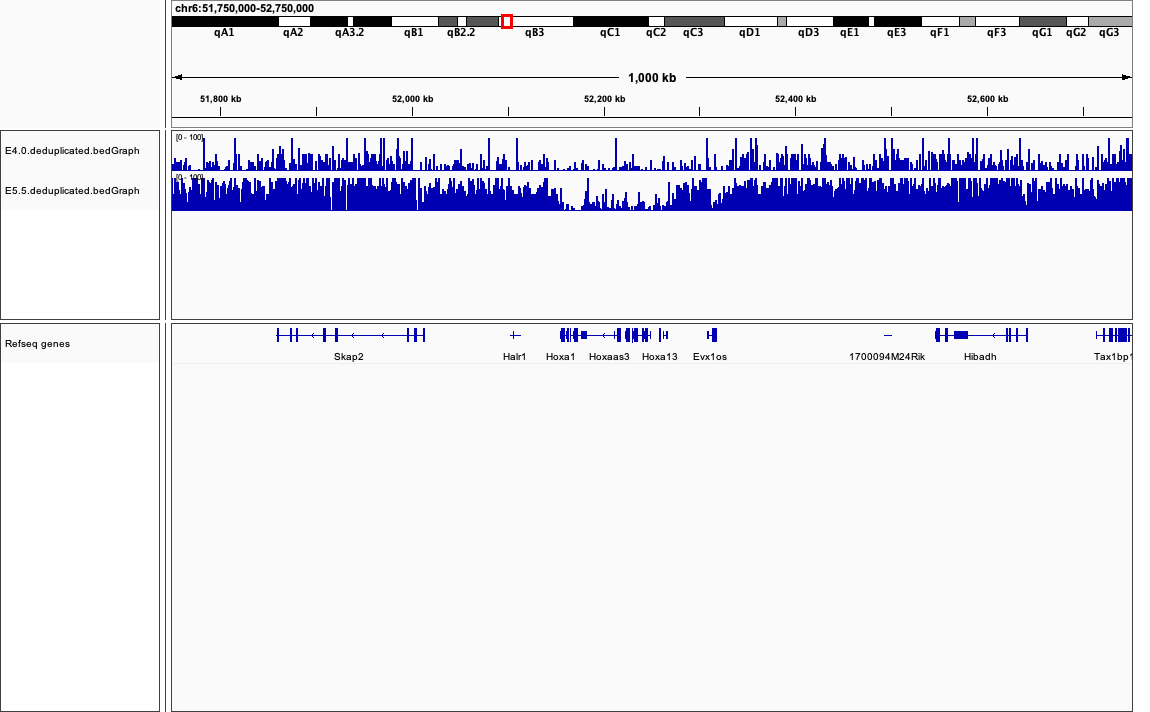 chr6:51,750,000-52,750,000
qA1 qA2 qA3.2 qB1 qB2.2 qB3 qC1 qC2 qC3 qD1 qD3 qE1 qE3 qF1 qF3 qG1 qG2 qG3
1,000 kb
51,800 kb 52,000 kb 52,200 kb 52,400 kb 52,600 kb
[0 - 100]
E4.0.deduplicated.bedGraph
[0 - 100]
E5.5.deduplicated.bedGraph
Refseq genes
Skap2 Halr1 Hoxa1 Hoxaas3 Hoxa13 Evx1os 1700094M24Rik Hibadh Tax1bp1